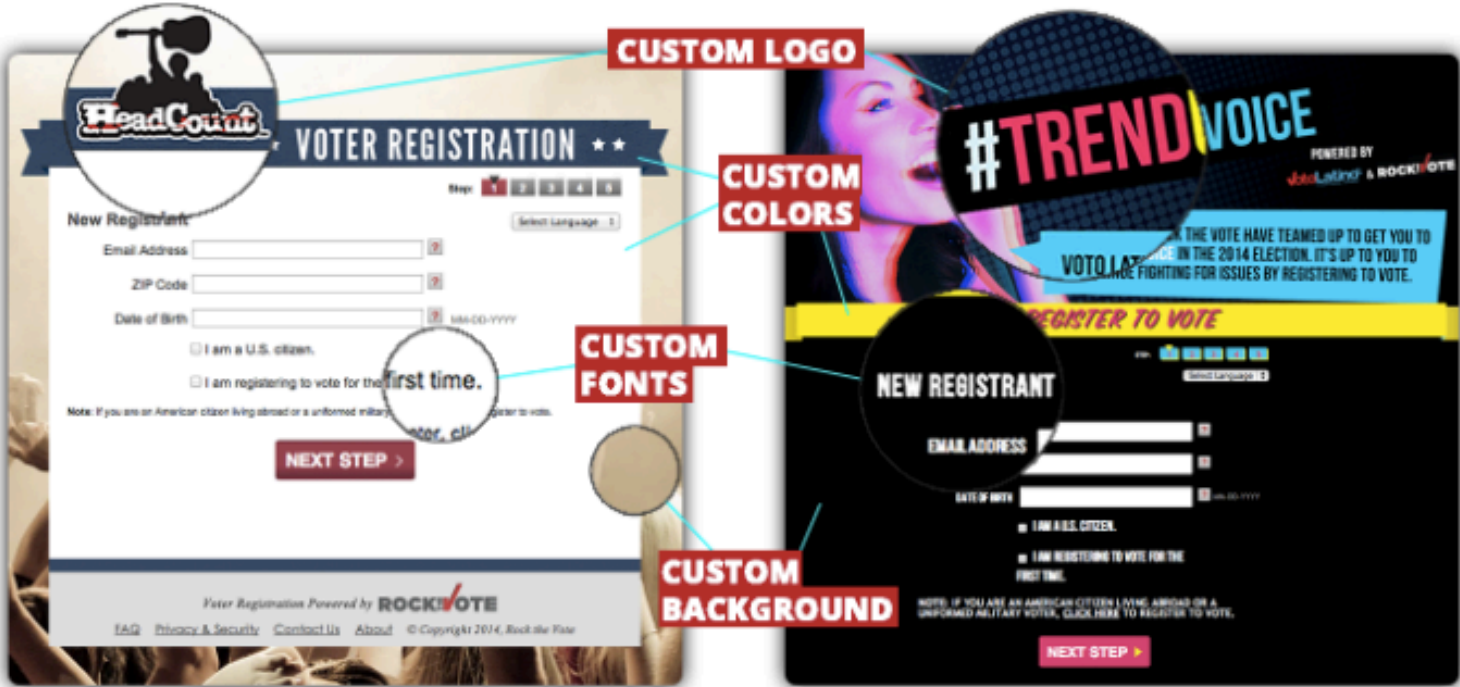 CUSTOM LOGO
CUSTOM
COLORS
CUSTOM
FONTS
CUSTOM
BACKGROUND
HeadCount
VOTER REGISTRATION
Step: 1 2 3 4 5
New Registrant
Select Language
Email Address ?
ZIP Code ?
Date of Birth ? MM-DD-YYYY
I am a U.S. citizen.
I am registering to vote for the first time.
Note: If you are an American citizen living abroad or a uniformed military
to vote.
NEXT STEP >
Voter Registration Powered by ROCK THE VOTE
FAQ Privacy & Security Contact Us About © Copyright 2014, Rock the Vote
#TREND VOICE
POWERED BY
VotoLatino & ROCK THE VOTE
THE VOTE HAVE TEAMED UP TO GET YOU TO
VOTO IN THE 2014 ELECTION. IT'S UP TO YOU TO
FIGHTING FOR ISSUES BY REGISTERING TO VOTE.
REGISTER TO VOTE
1 2 3 4 5
Select Language
NEW REGISTRANT
EMAIL ADDRESS ?
?
DATE OF BIRTH ? MM-DD-YYYY
I AM A U.S. CITIZEN.
I AM REGISTERING TO VOTE FOR THE
FIRST TIME.
NOTE: IF YOU ARE AN AMERICAN CITIZEN LIVING ABROAD OR A
UNIFORMED MILITARY VOTER, CLICK HERE TO REGISTER TO VOTE.
NEXT STEP